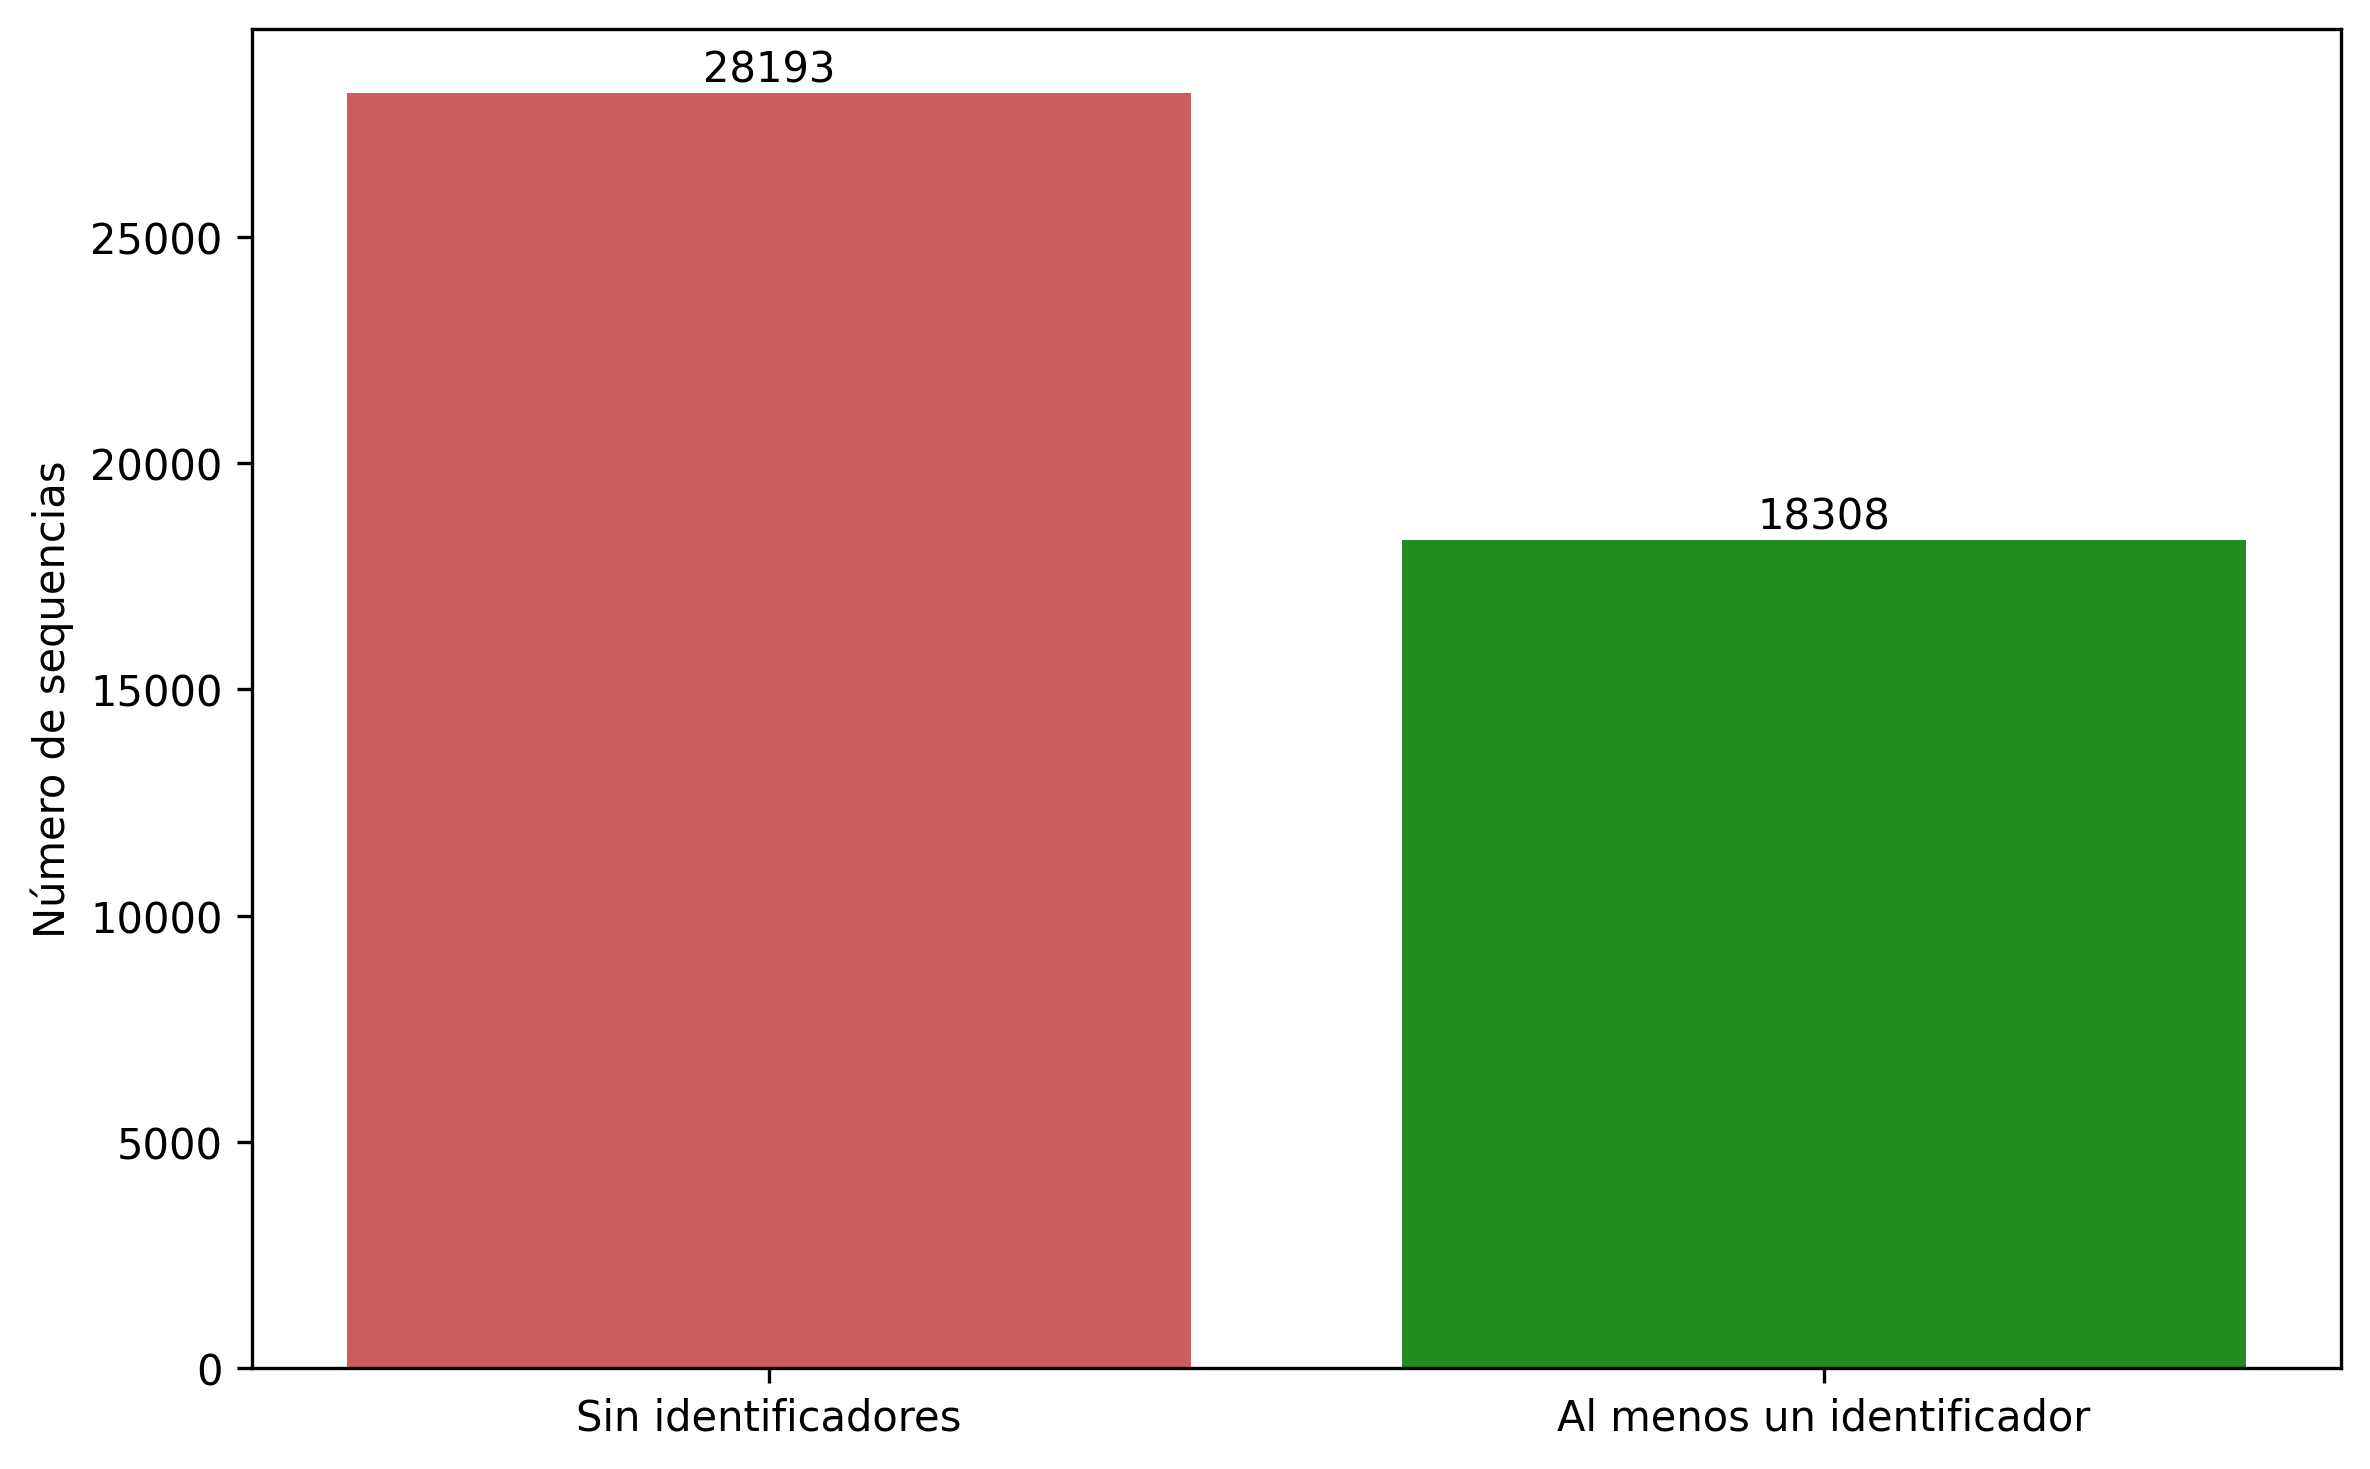 28193
18308
25000
20000
15000
10000
5000
0
Número de sequencias
Sin identificadores
Al menos un identificador